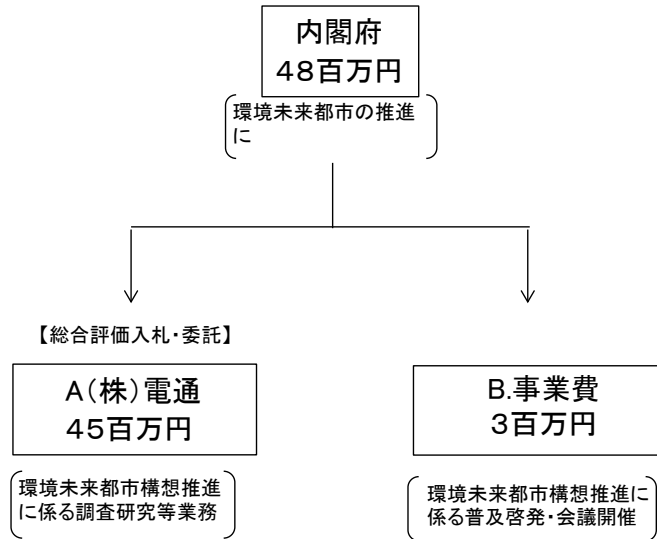 内閣府
48百万円
環境未来都市の推進
に
【総合評価入札・委託】
A(株)電通
45百万円
環境未来都市構想推進
に係る調査研究等業務
B.事業費
3百万円
環境未来都市構想推進に
係る普及啓発・会議開催